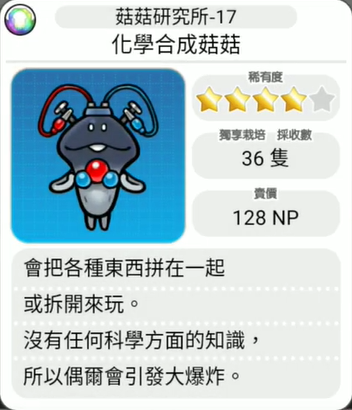 菇菇研究所-17
化學合成菇菇
稀有度
獨享栽培 採收數
36 隻
賣價
128 NP
會把各種東西拼在一起
或拆開來玩。
沒有任何科學方面的知識，
所以偶爾會引發大爆炸。